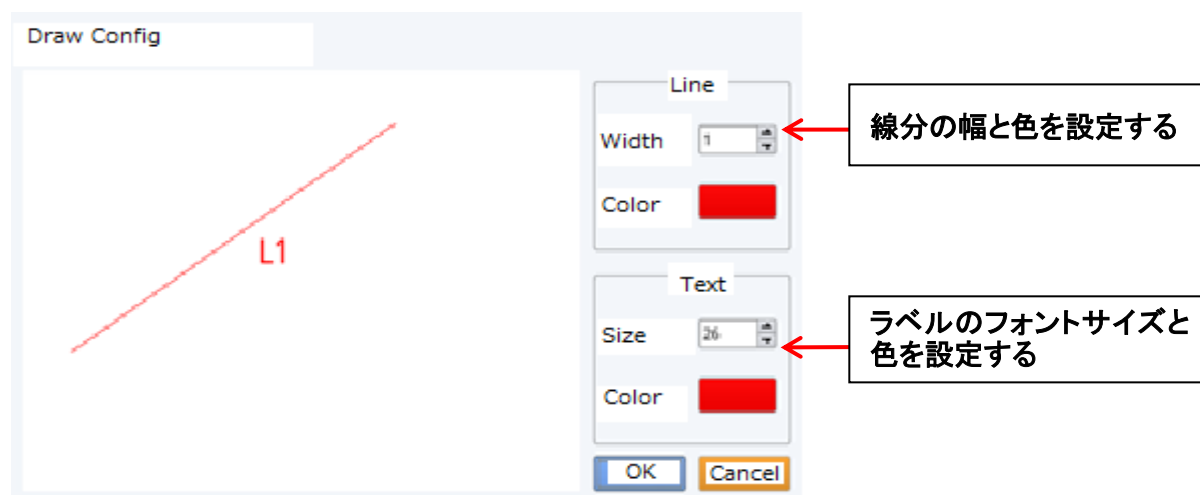 Draw Config
L1
Line
Width 1
Color
線分の幅と色を設定する
Text
Size 26
Color
ラベルのフォントサイズと
色を設定する
OK Cancel